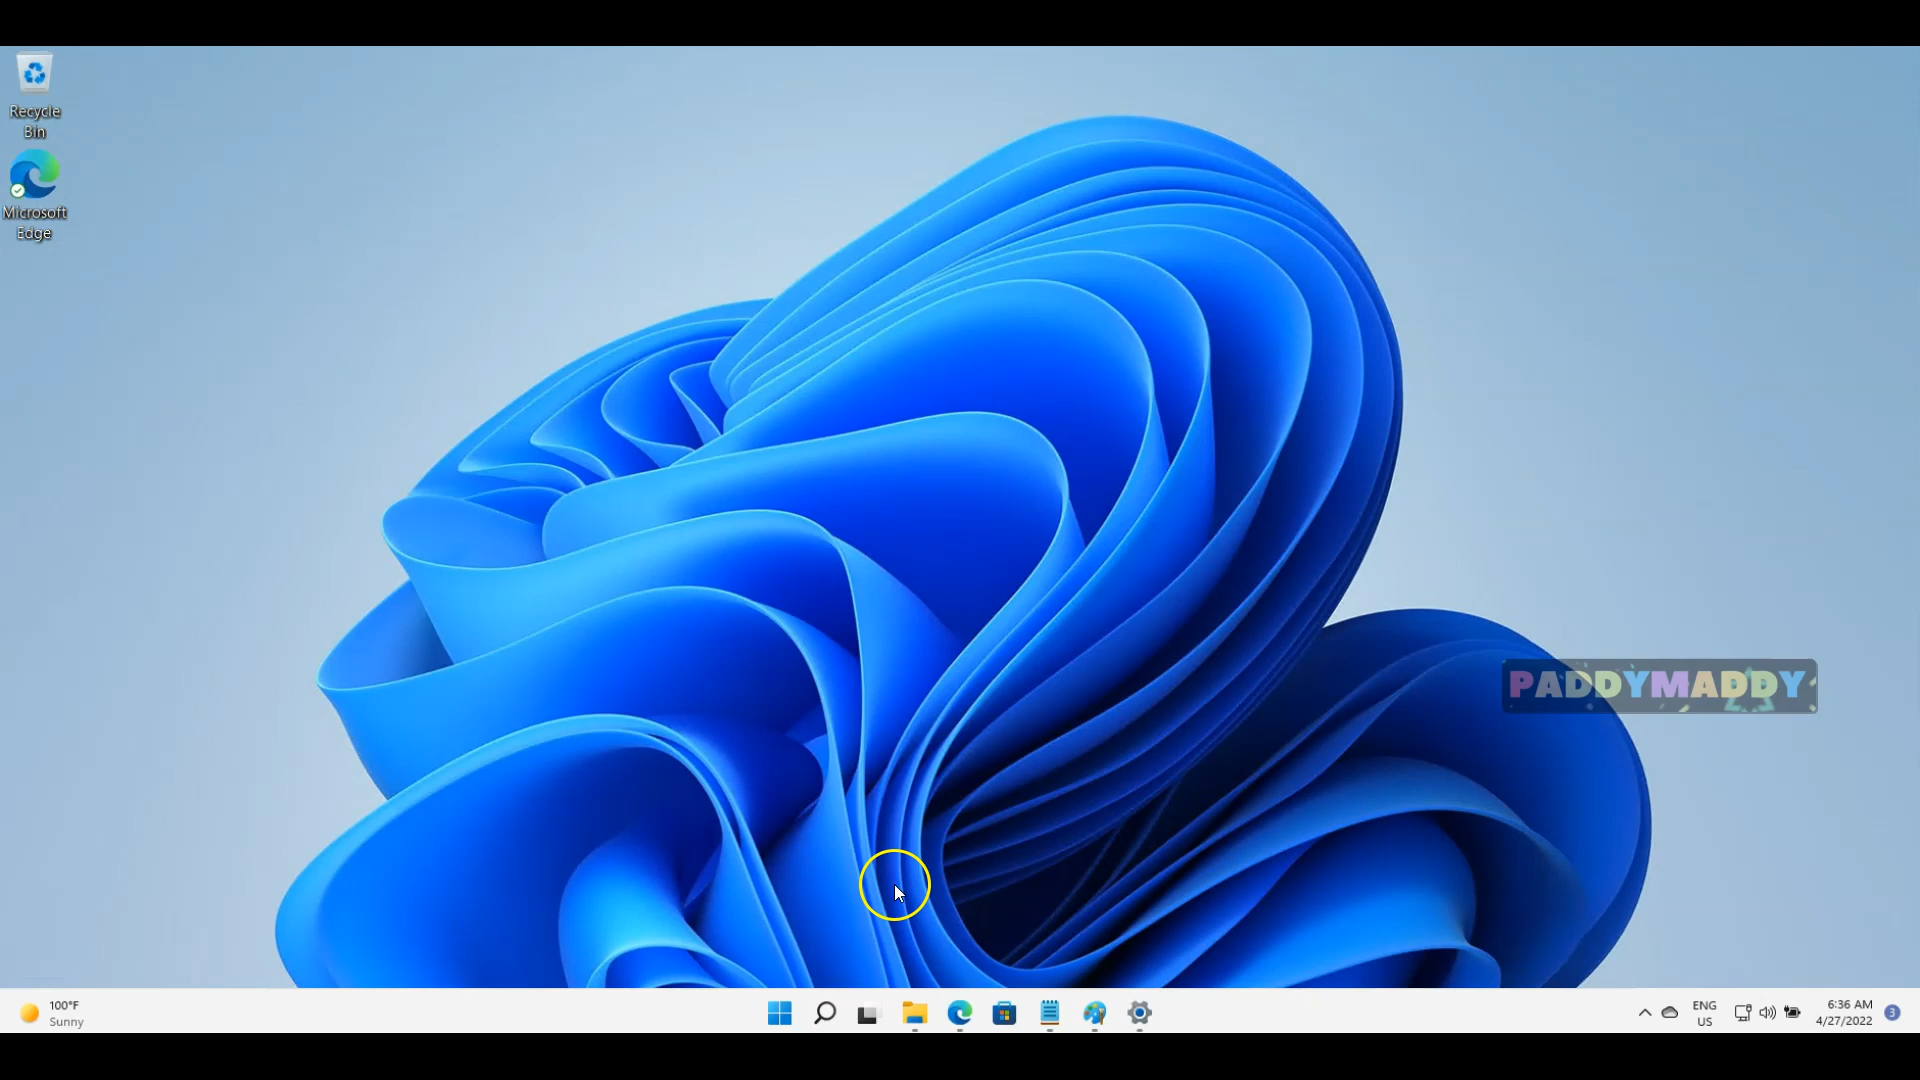 Recycle
Bin
Microsoft
Edge
PADDYMADDY
100°F
Sunny
ENG
US
6:36 AM
4/27/2022
3